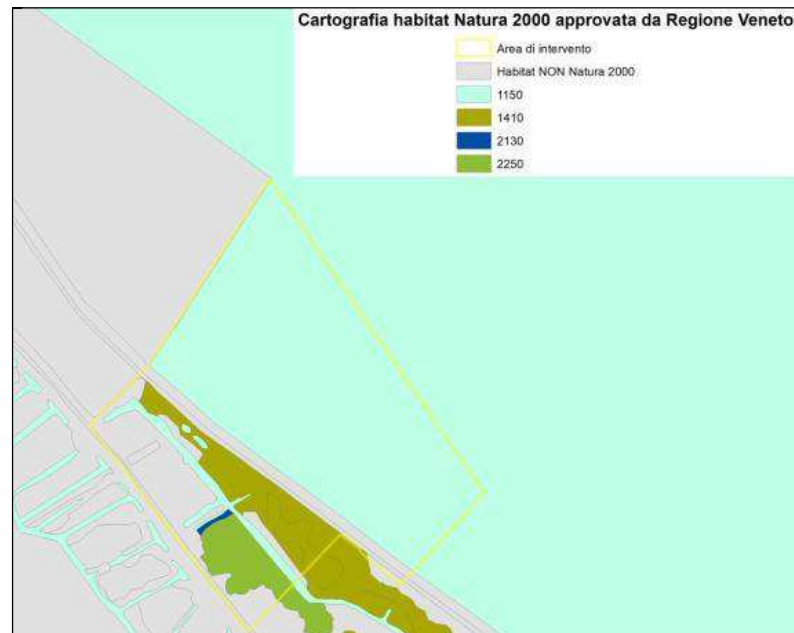 Cartografia habitat Natura 2000 approvata da Regione Veneto
Area di intervento
Habitat NON Natura 2000
1150
1410
2130
2250